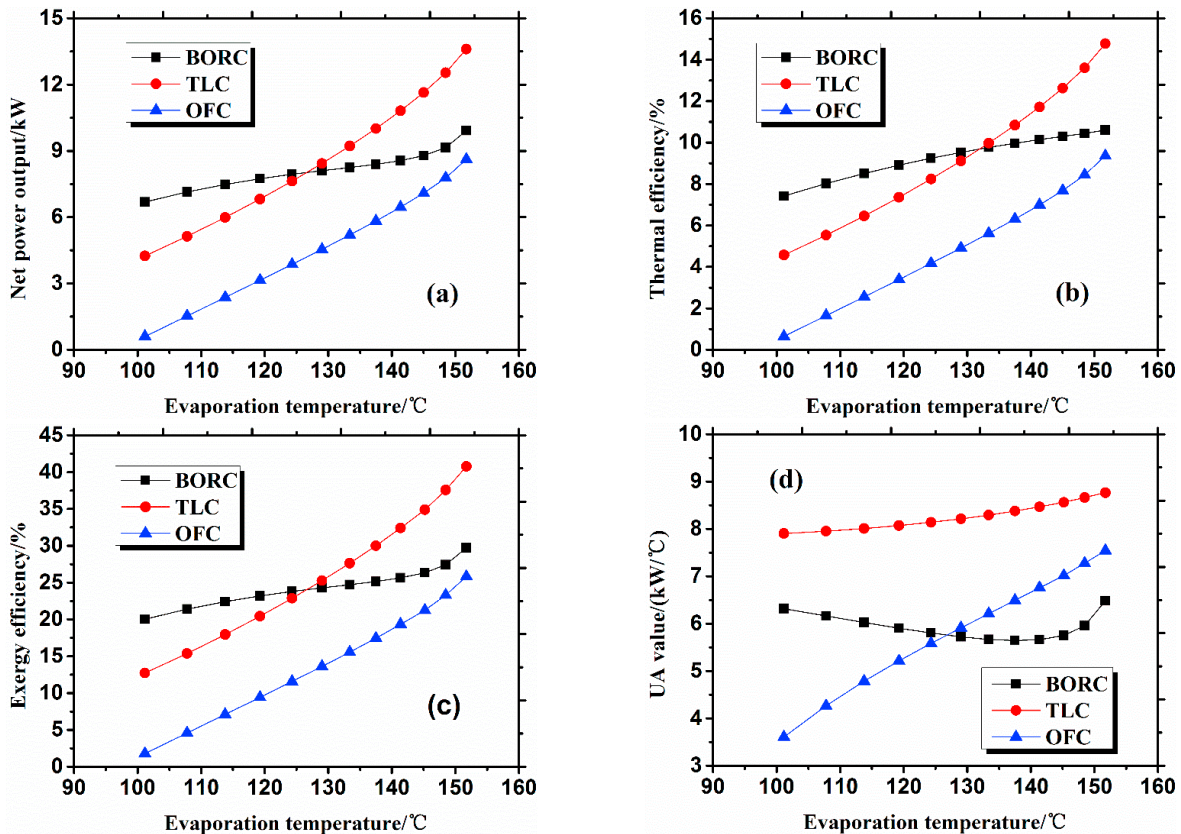 15
12
9
6
3
0
Net power output/kW
BORC
TLC
OFC
(a)
90 100 110 120 130 140 150 160
Evaporation temperature/℃
16
14
12
10
8
6
4
2
0
Thermal efficiency/%
BORC
TLC
OFC
(b)
90 100 110 120 130 140 150 160
Evaporation temperature/℃
45
40
35
30
25
20
15
10
5
0
Exergy efficiency/%
BORC
TLC
OFC
(c)
90 100 110 120 130 140 150 160
Evaporation temperature/℃
10
9
8
7
6
5
4
3
UA value/(kW/℃)
(d)
BORC
TLC
OFC
90 100 110 120 130 140 150 160
Evaporation temperature/℃